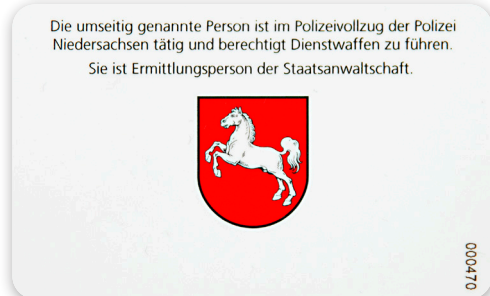 Die umseitig genannte Person ist im Polizeivollzug der Polizei
Niedersachsen tätig und berechtigt Dienstwaffen zu führen.
Sie ist Ermittlungsperson der Staatsanwaltschaft.
000470